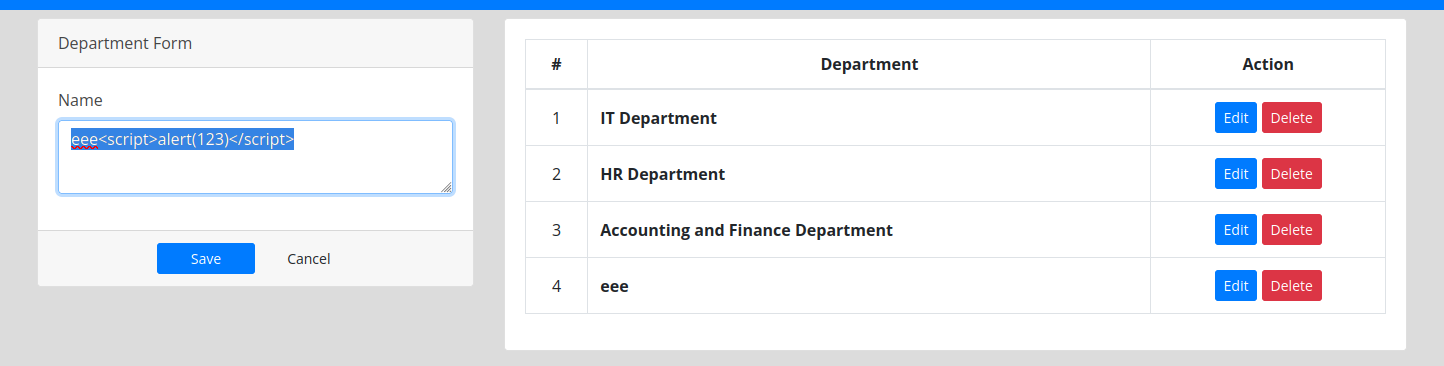 Department Form
Name
eee<script>alert(123)</script>
Save Cancel
# Department Action
1 IT Department Edit Delete
2 HR Department Edit Delete
3 Accounting and Finance Department Edit Delete
4 eee Edit Delete